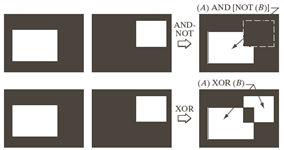 (A) AND [NOT (B)]
AND-
NOT
(A) XOR (B)
XOR